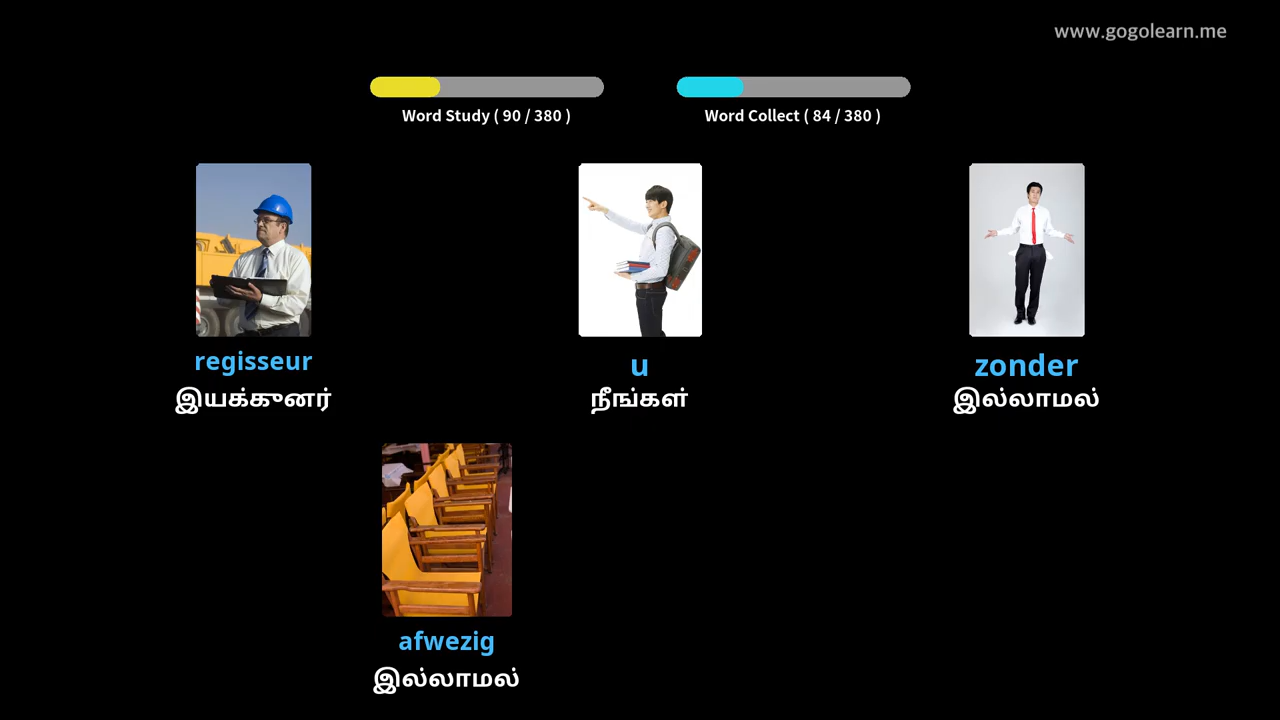 www.gogolearn.me
Word Study ( 90 / 380 )
Word Collect ( 84 / 380 )
regisseur
இயக்குனர்
u
நீங்கள்
zonder
இல்லாமல்
afwezig
இல்லாமல்